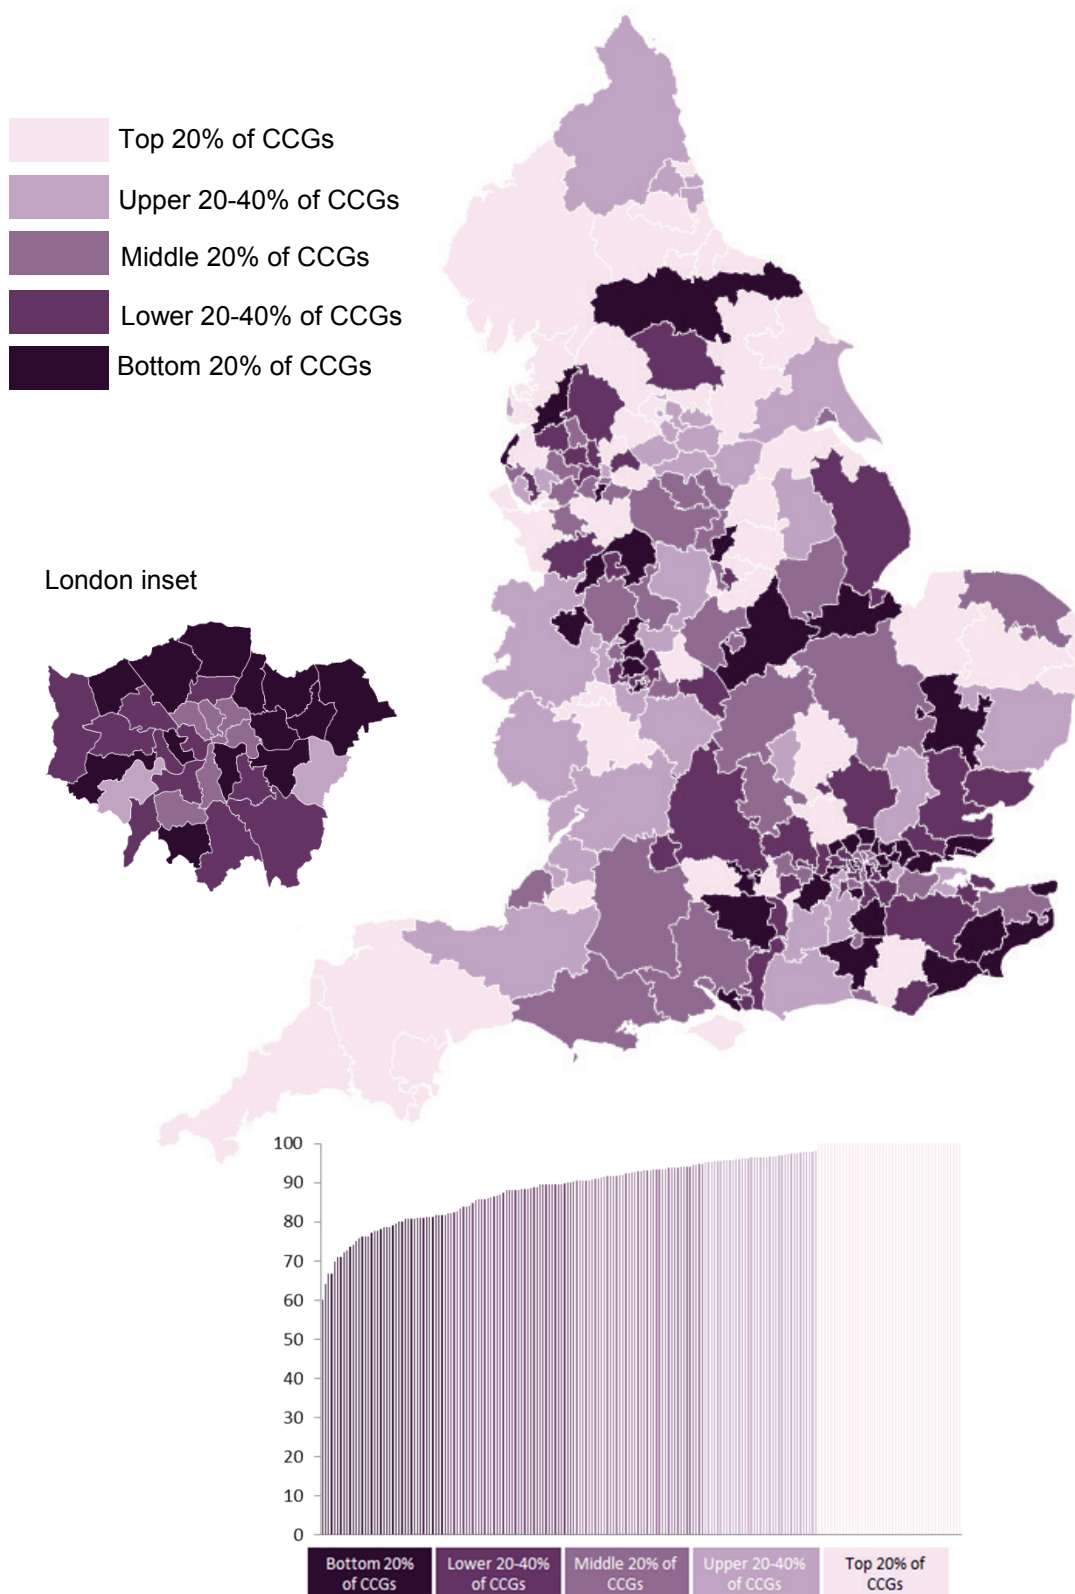 Top 20% of CCGs
Upper 20-40% of CCGs
Middle 20% of CCGs
Lower 20-40% of CCGs
Bottom 20% of CCGs
London inset
100
90
80
70
60
50
40
30
20
10
0
Bottom 20%
of CCGs
Lower 20-40%
of CCGs
Middle 20% of
CCGs
Upper 20-40%
of CCGs
Top 20% of
CCGs